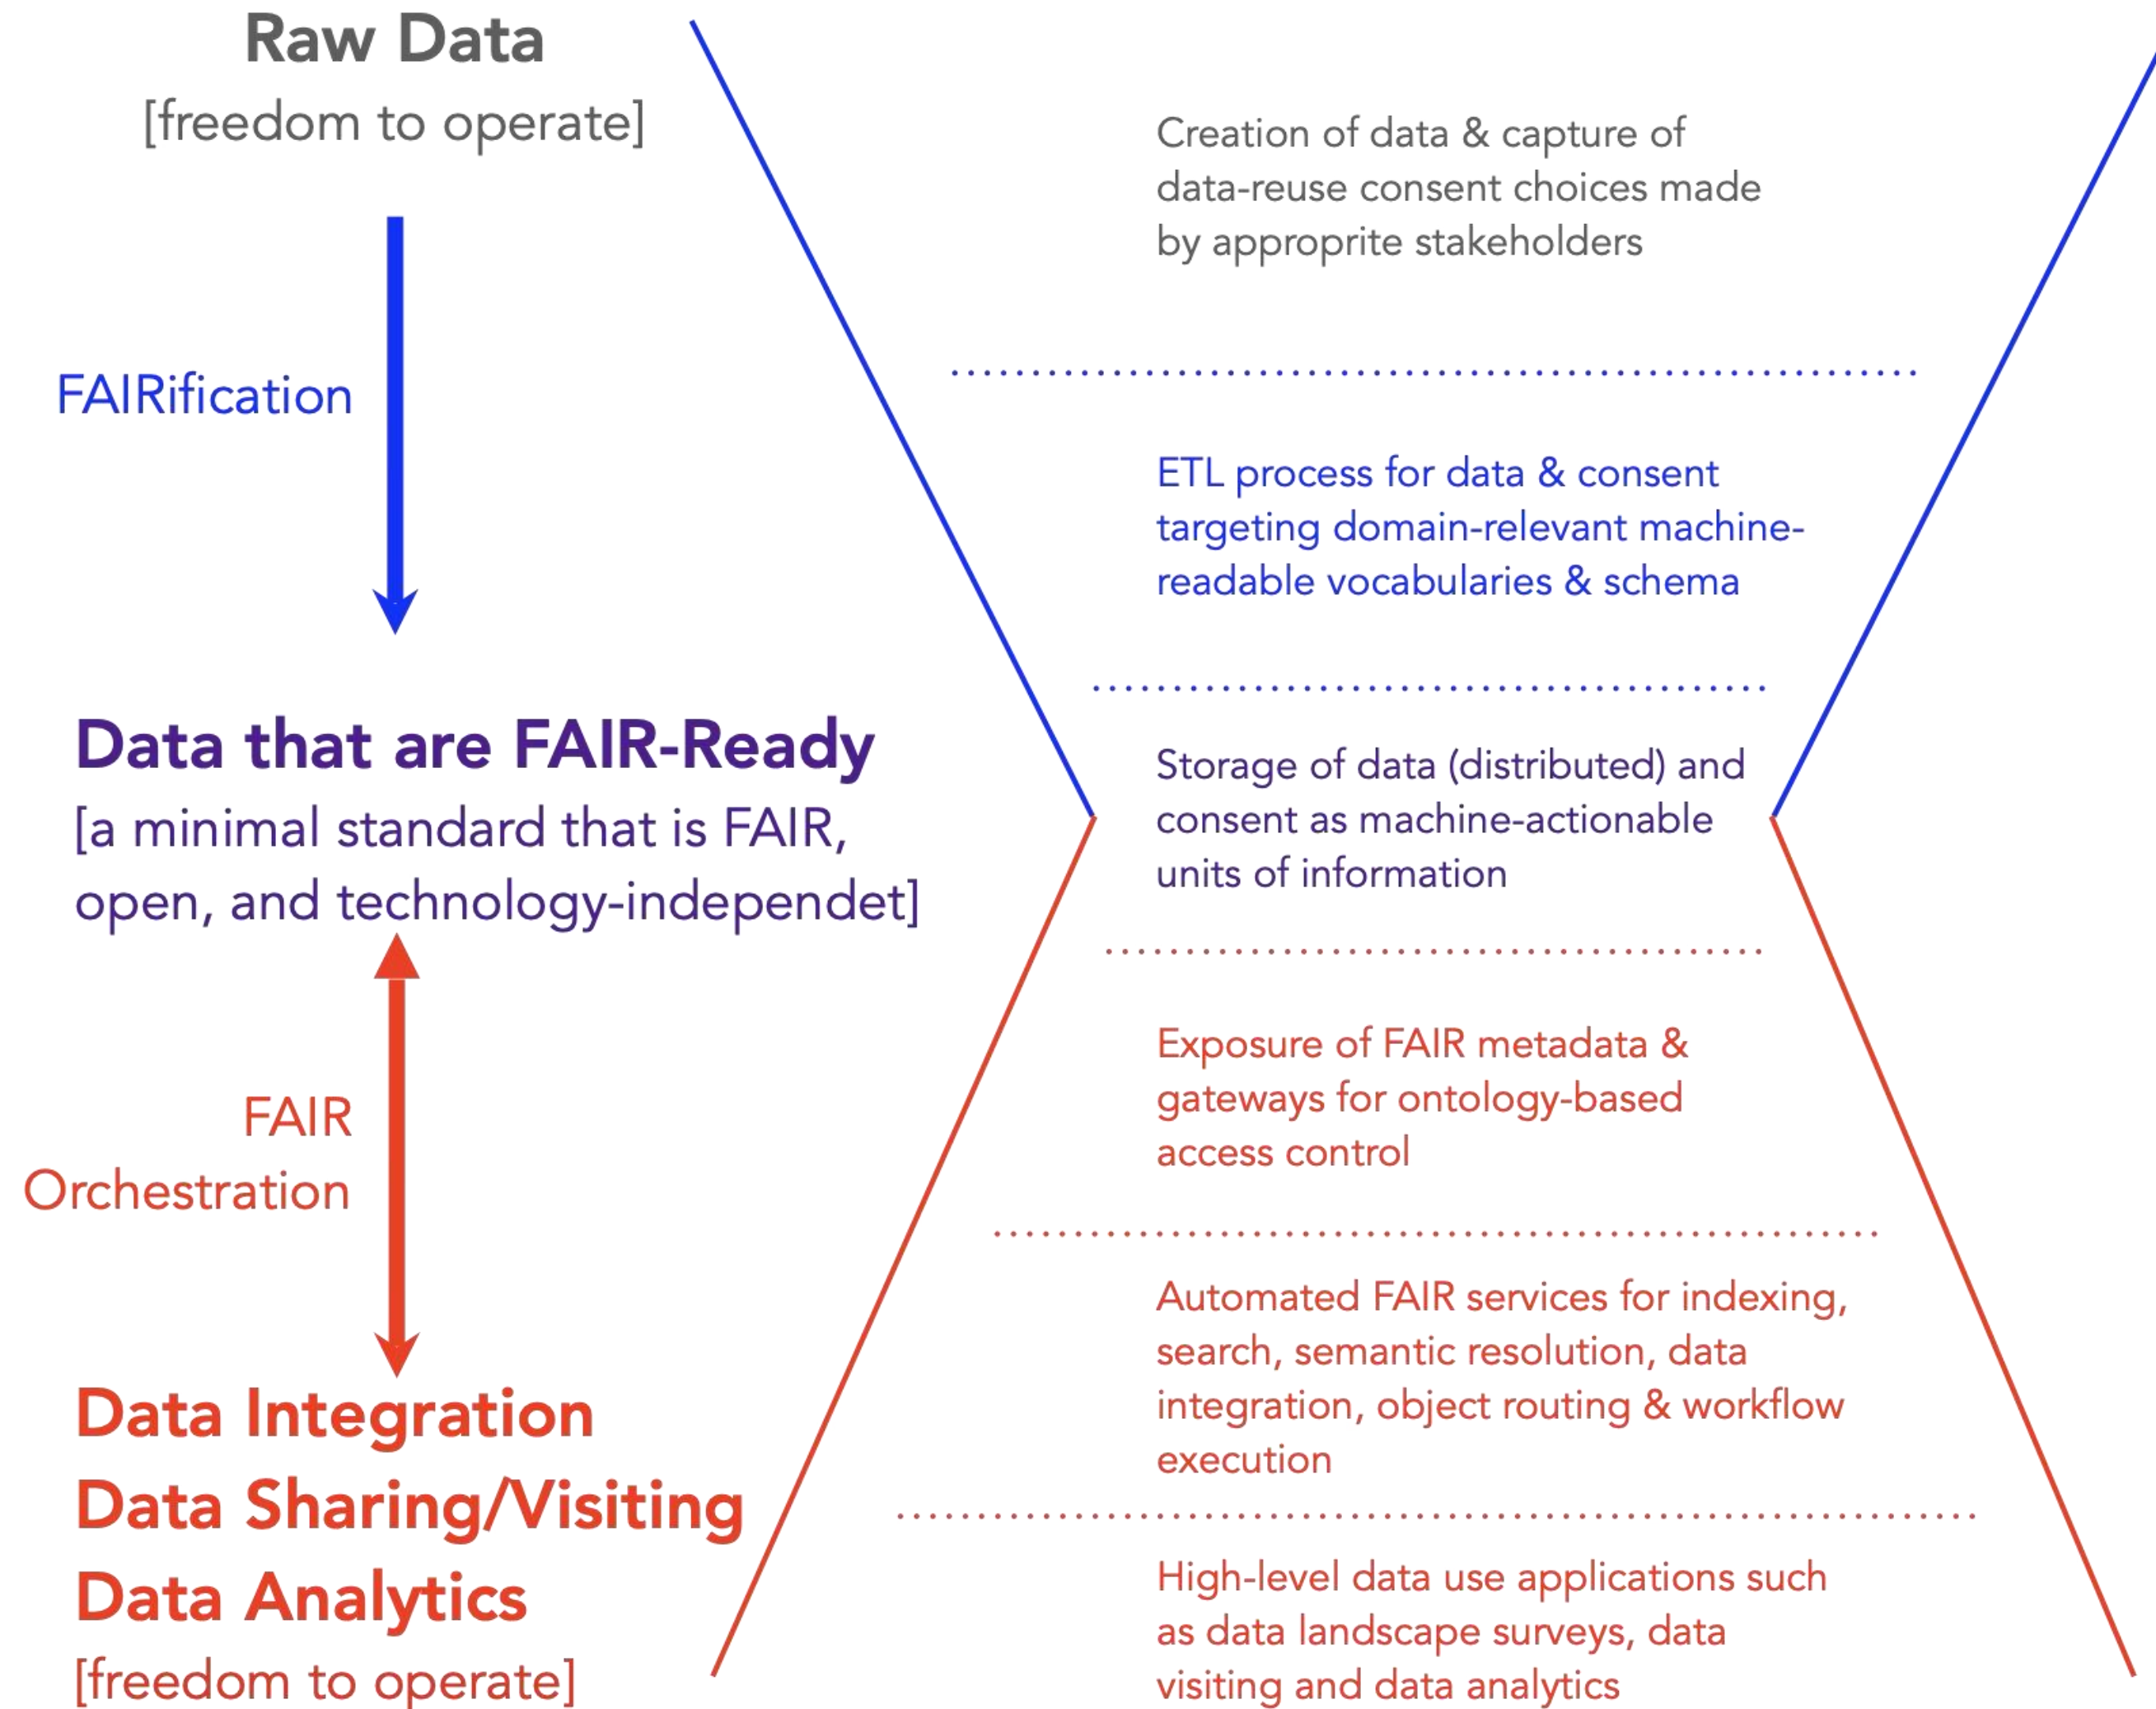 Raw Data
[freedom to operate]
FAIRification
Data that are FAIR-Ready
[a minimal standard that is FAIR,
open, and technology-independet]
FAIR
Orchestration
Data Integration
Data Sharing/Visiting
Data Analytics
[freedom to operate]
Creation of data & capture of
data-reuse consent choices made
by approprite stakeholders
ETL process for data & consent
targeting domain-relevant machine-
readable vocabularies & schema
Storage of data (distributed) and
consent as machine-actionable
units of information
Exposure of FAIR metadata &
gateways for ontology-based
access control
Automated FAIR services for indexing,
search, semantic resolution, data
integration, object routing & workflow
execution
High-level data use applications such
as data landscape surveys, data
visiting and data analytics